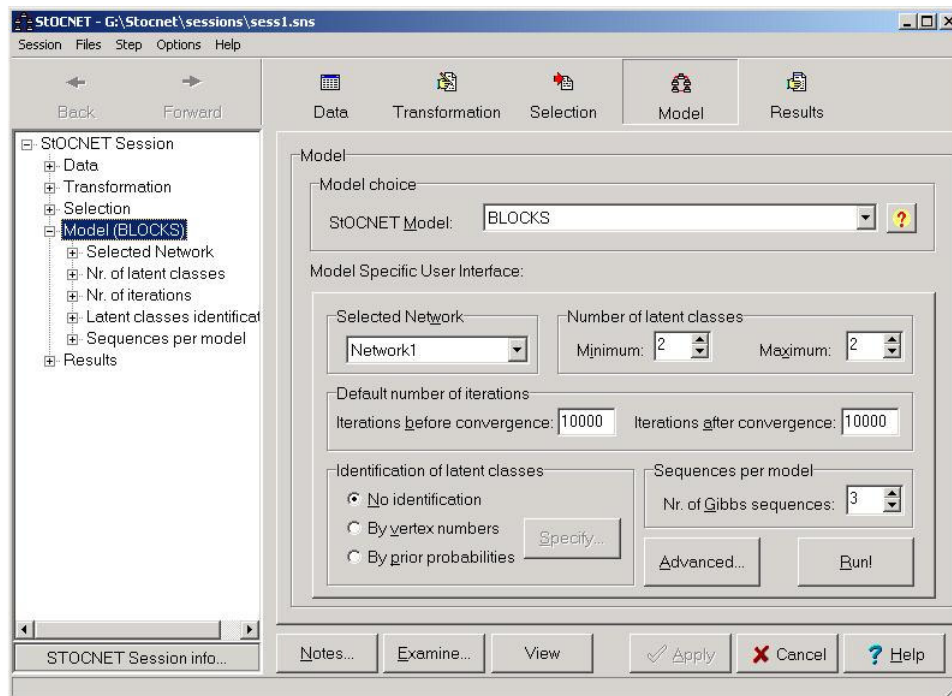 StOCNET - G:\Stocnet\sessions\sess1.sns
Session Files Step Options Help
Back Forward
Data Transformation Selection Model Results
StOCNET Session
Data
Transformation
Selection
Model (BLOCKS)
Selected Network
Nr. of latent classes
Nr. of iterations
Latent classes identificat
Sequences per model
Results
STOCNET Session info...
Model
Model choice
StOCNET Model: BLOCKS ?
Model Specific User Interface:
Selected Network
Network1
Number of latent classes
Minimum: 2 Maximum: 2
Default number of iterations
Iterations before convergence: 10000 Iterations after convergence: 10000
Identification of latent classes
No identification
By vertex numbers
By prior probabilities
Specify...
Sequences per model
Nr. of Gibbs sequences: 3
Advanced... Run!
Notes... Examine... View Apply Cancel ? Help